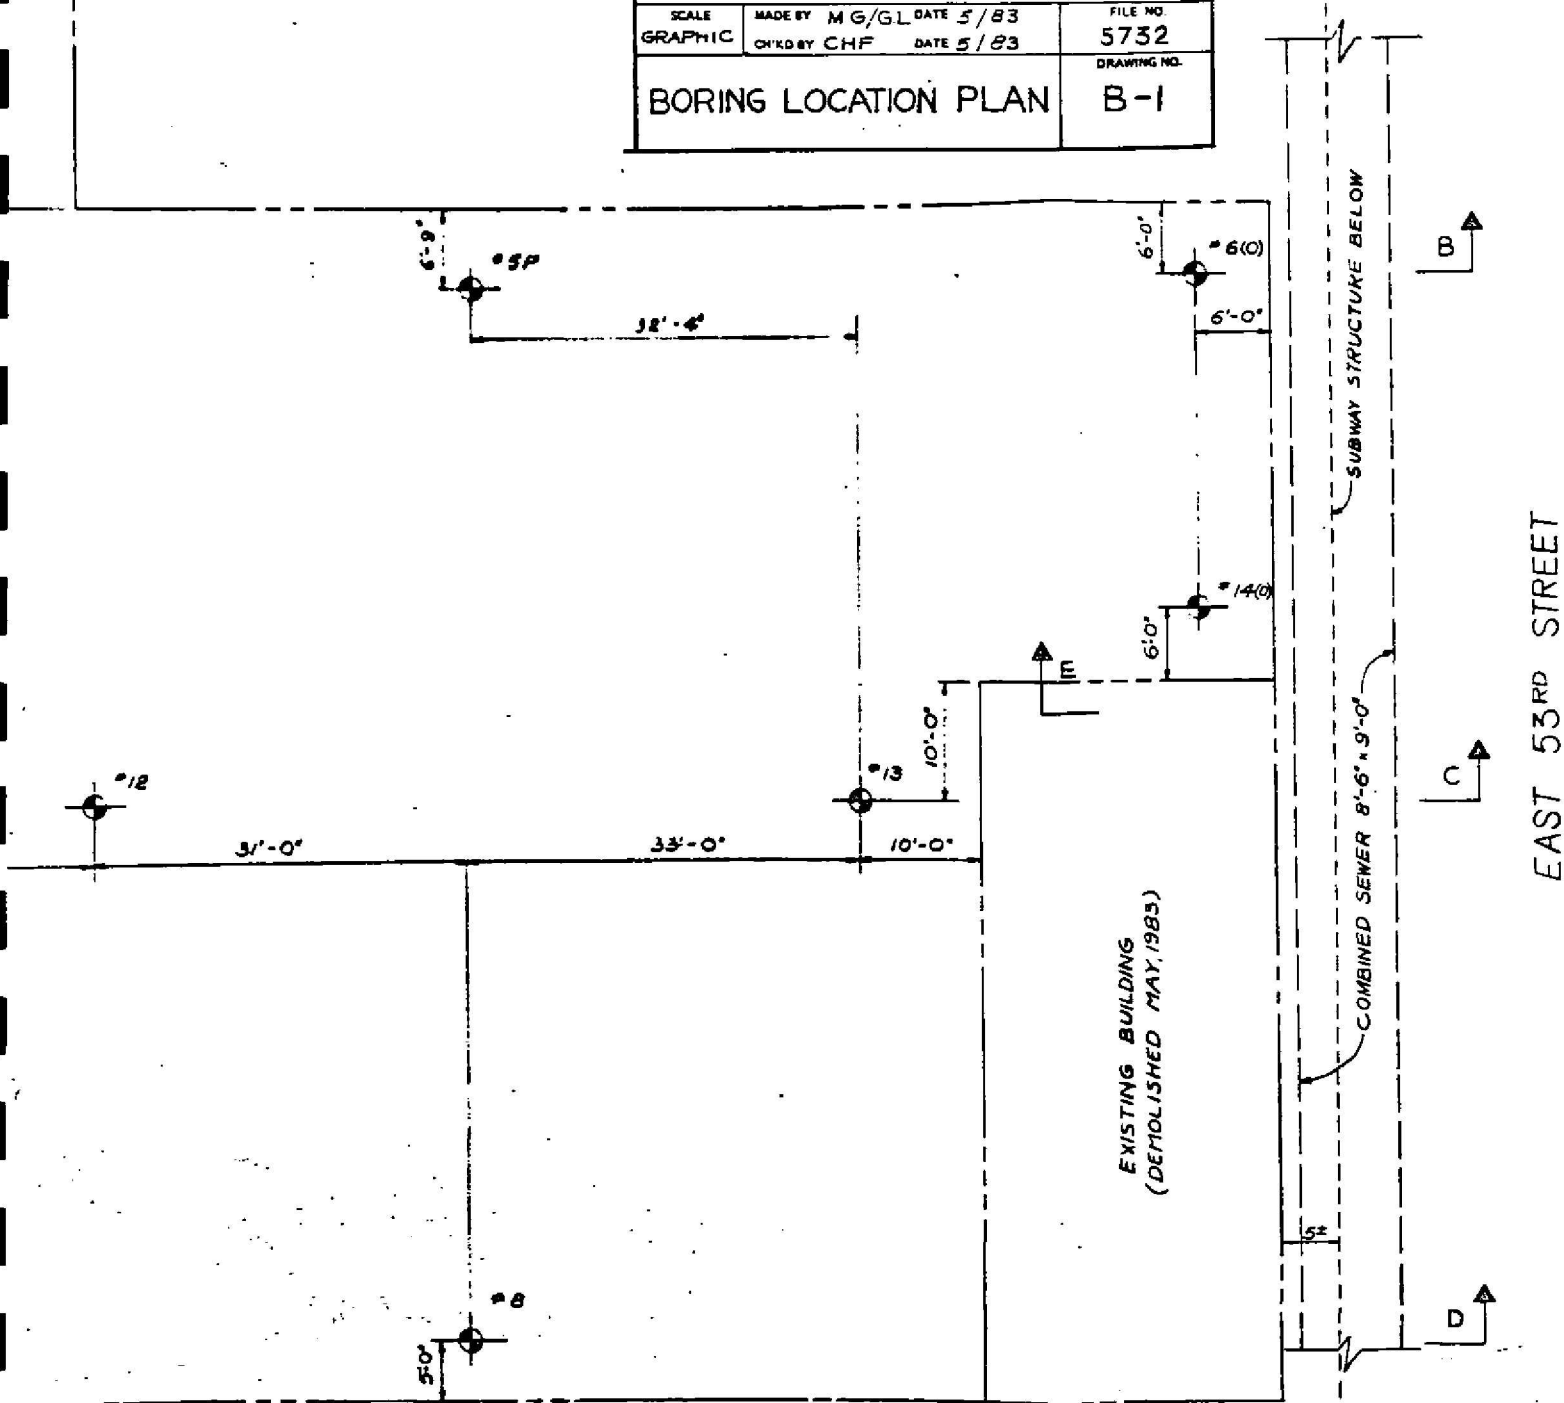 SCALE
GRAPHIC
MADE BY MG/GL DATE 5/83
CH'KD BY CHF DATE 5/83
FILE NO.
5732
BORING LOCATION PLAN
DRAWING NO.
B-1
6'-9"
#5P
32'-4"
6'-0"
#6(O)
6'-0"
B
SUBWAY STRUCTURE BELOW
#14(O)
6'-0"
E
10'-0"
#12
#13
31'-0"
33'-0"
10'-0"
C
EAST 53RD STREET
COMBINED SEWER 8'-6" x 9'-0"
EXISTING BUILDING
(DEMOLISHED MAY, 1983)
5±
#8
5'-0"
D